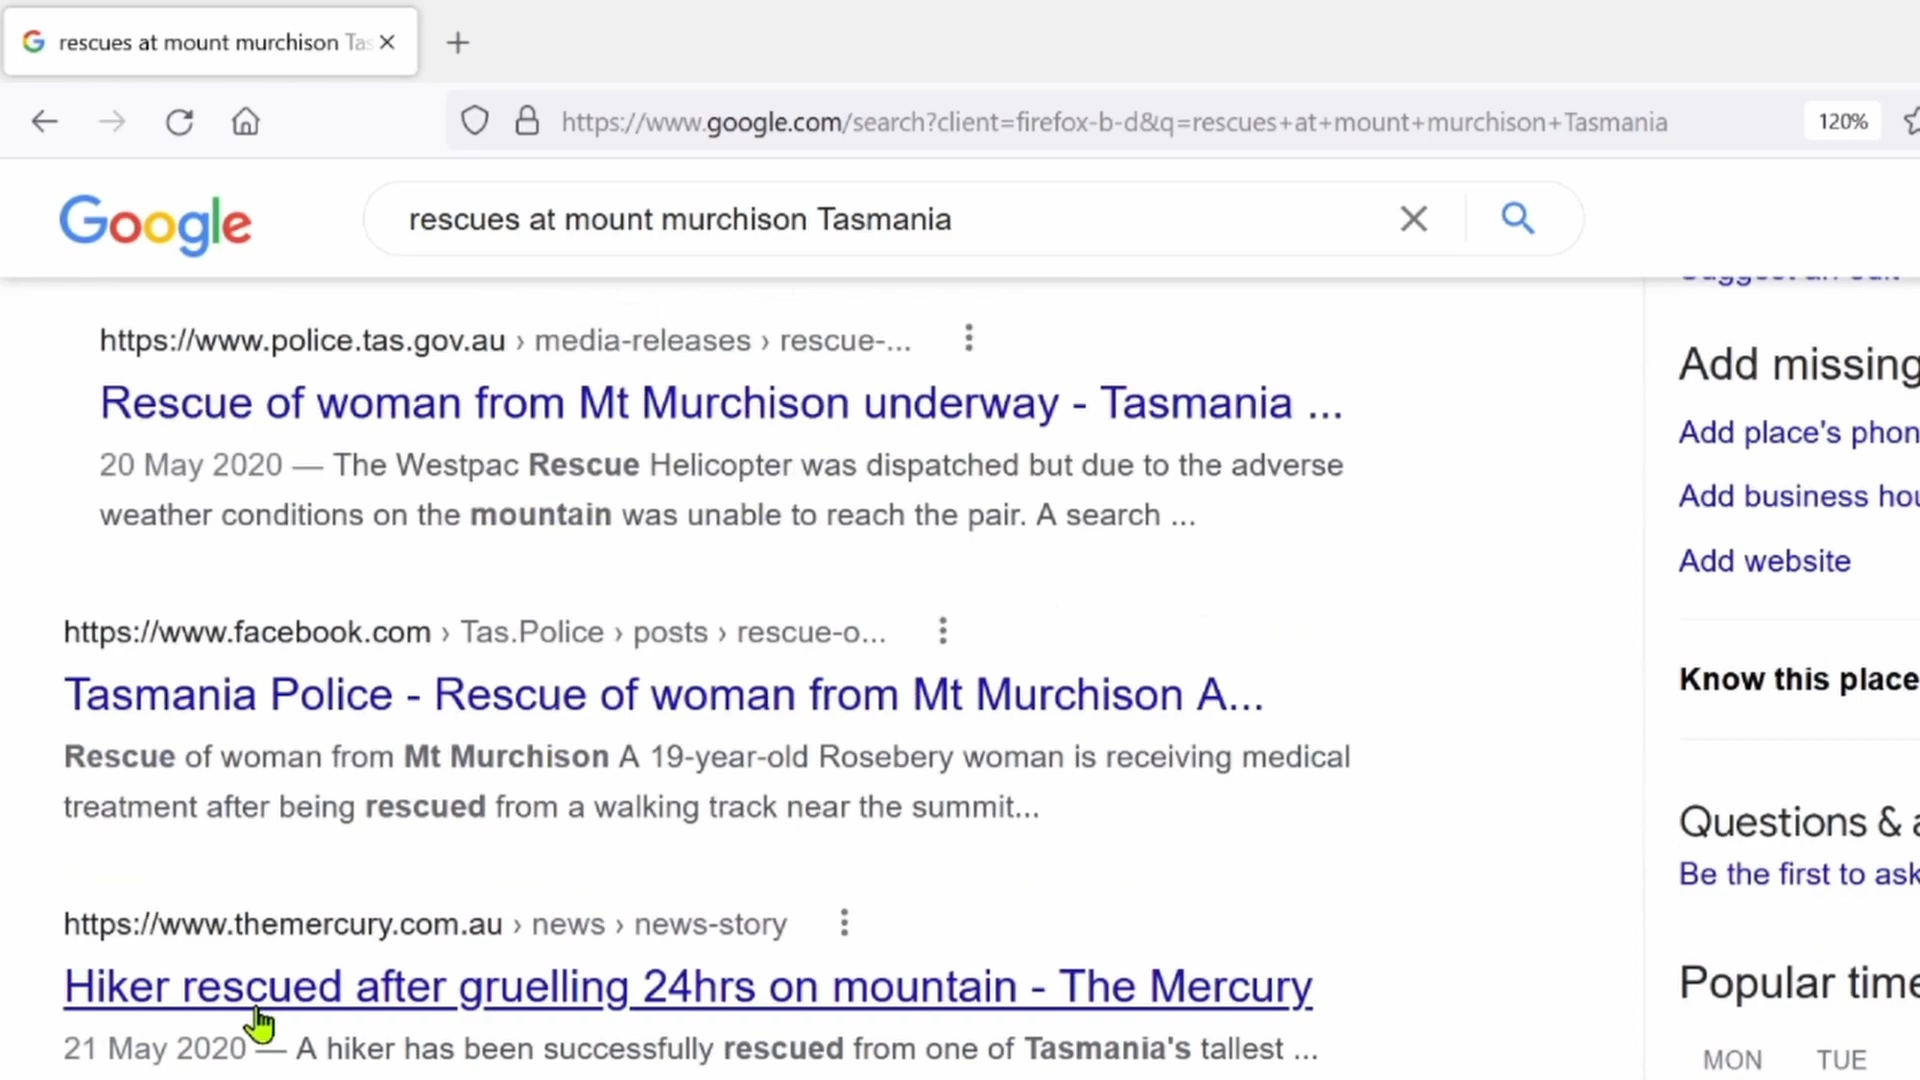 rescues at mount murchison Tas
https://www.google.com/search?client=firefox-b-d&q=rescues+at+mount+murchison+Tasmania
120%
Google
rescues at mount murchison Tasmania
https://www.police.tas.gov.au › media-releases › rescue-...
Rescue of woman from Mt Murchison underway - Tasmania ...
20 May 2020 — The Westpac Rescue Helicopter was dispatched but due to the adverse
weather conditions on the mountain was unable to reach the pair. A search ...
https://www.facebook.com › Tas.Police › posts › rescue-o...
Tasmania Police - Rescue of woman from Mt Murchison A...
Rescue of woman from Mt Murchison A 19-year-old Rosebery woman is receiving medical
treatment after being rescued from a walking track near the summit...
https://www.themercury.com.au › news › news-story
Hiker rescued after gruelling 24hrs on mountain - The Mercury
21 May 2020 — A hiker has been successfully rescued from one of Tasmania's tallest ...
Add missing
Add place's phon
Add business hou
Add website
Know this place
Questions & a
Be the first to ask
Popular time
MON TUE